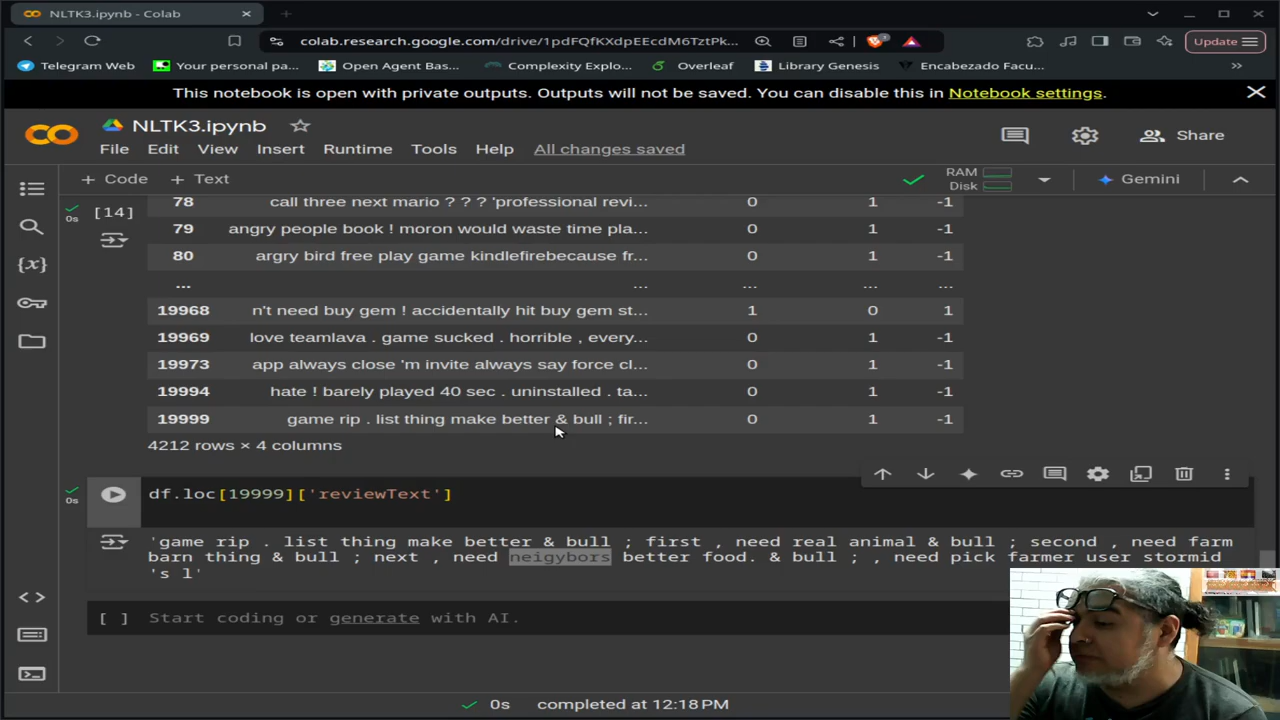 NLTK3.ipynb - Colab
colab.research.google.com/drive/1pdFQfKXdpEEcdM6TztPk...
Update
Telegram Web
Your personal pa...
Open Agent Bas...
Complexity Explo...
Overleaf
Library Genesis
Encabezado Facu...
This notebook is open with private outputs. Outputs will not be saved. You can disable this in Notebook settings.
NLTK3.ipynb
Share
File Edit View Insert Runtime Tools Help All changes saved
+ Code + Text
RAM
Disk
Gemini
[14]
0s
78 call three next mario ? ? ? 'professional revi... 0 1 -1
79 angry people book ! moron would waste time pla... 0 1 -1
80 argry bird free play game kindlefirebecause fr... 0 1 -1
... ... ... ... ...
19968 n't need buy gem ! accidentally hit buy gem st... 1 0 1
19969 love teamlava . game sucked . horrible , every... 0 1 -1
19973 app always close 'm invite always say force cl... 0 1 -1
19994 hate ! barely played 40 sec . uninstalled . ta... 0 1 -1
19999 game rip . list thing make better & bull ; fir... 0 1 -1
4212 rows × 4 columns
0s
df.loc[19999]['reviewText']
'game rip . list thing make better & bull ; first , need real animal & bull ; second , need farm
barn thing & bull ; next , need neigybors better food. & bull ; , need pick farmer user stormid
's l'
[ ] Start coding or generate with AI.
0s completed at 12:18 PM